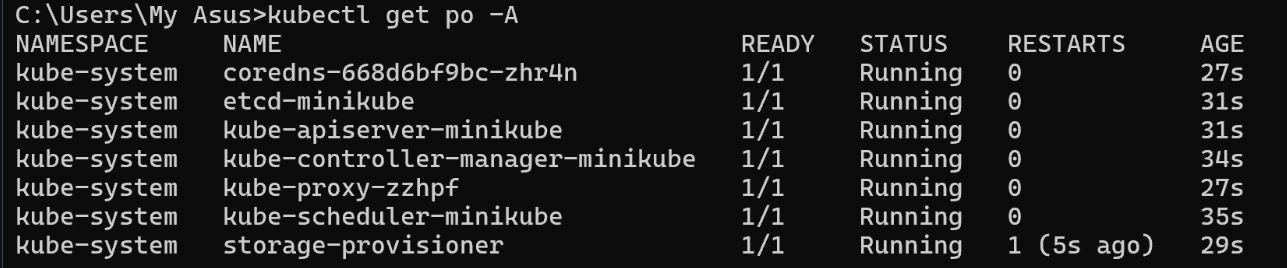 C:\Users\My Asus>kubectl get po -A
NAMESPACE     NAME                               READY   STATUS    RESTARTS     AGE
kube-system   coredns-668d6bf9bc-zhr4n           1/1     Running   0            27s
kube-system   etcd-minikube                      1/1     Running   0            31s
kube-system   kube-apiserver-minikube            1/1     Running   0            31s
kube-system   kube-controller-manager-minikube   1/1     Running   0            34s
kube-system   kube-proxy-zzhpf                   1/1     Running   0            27s
kube-system   kube-scheduler-minikube            1/1     Running   0            35s
kube-system   storage-provisioner                1/1     Running   1 (5s ago)   29s